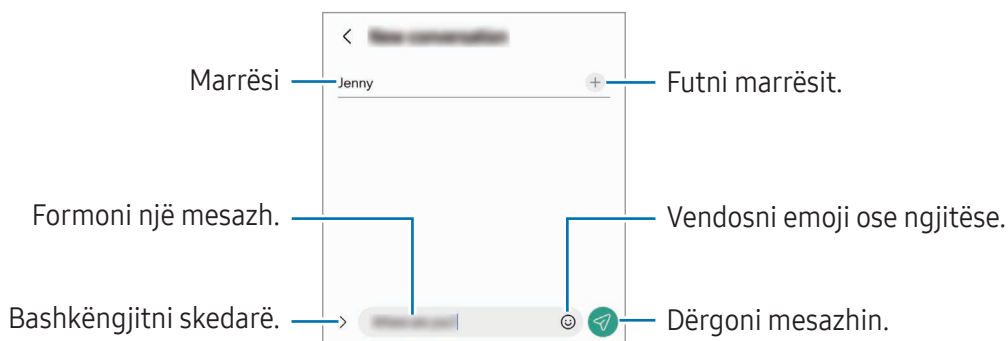 Marrësi
Jenny
Futni marrësit.
Formoni një mesazh.
Vendosni emoji ose ngjitëse.
Bashkëngjitni skedarë.
Dërgoni mesazhin.